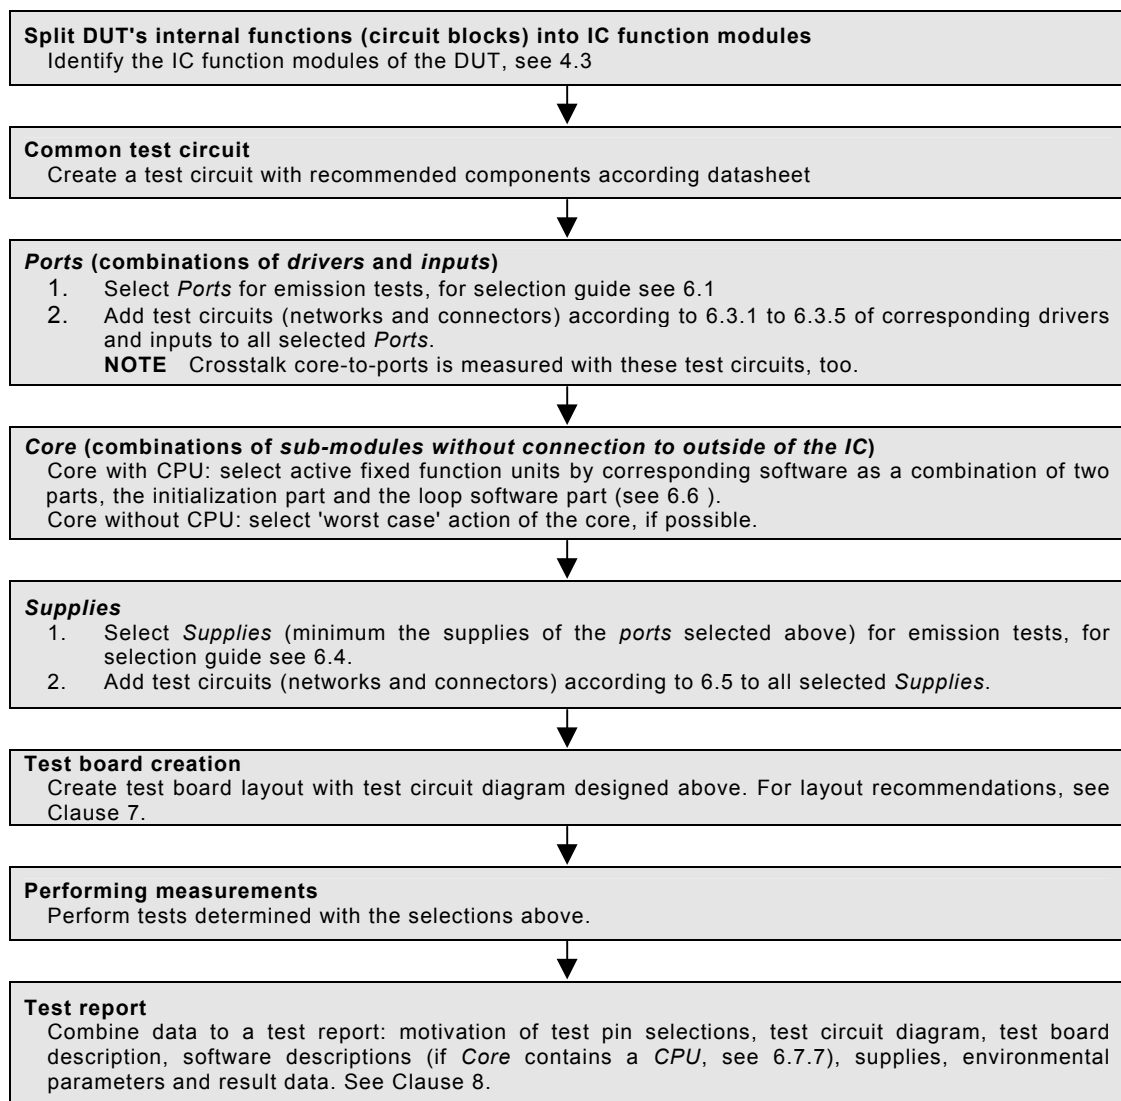 Split DUT's internal functions (circuit blocks) into IC function modules
Identify the IC function modules of the DUT, see 4.3
Common test circuit
Create a test circuit with recommended components according datasheet
Ports (combinations of drivers and inputs)
1. Select Ports for emission tests, for selection guide see 6.1
2. Add test circuits (networks and connectors) according to 6.3.1 to 6.3.5 of corresponding drivers
and inputs to all selected Ports.
NOTE Crosstalk core-to-ports is measured with these test circuits, too.
Core (combinations of sub-modules without connection to outside of the IC)
Core with CPU: select active fixed function units by corresponding software as a combination of two
parts, the initialization part and the loop software part (see 6.6 ).
Core without CPU: select 'worst case' action of the core, if possible.
Supplies
1. Select Supplies (minimum the supplies of the ports selected above) for emission tests, for
selection guide see 6.4.
2. Add test circuits (networks and connectors) according to 6.5 to all selected Supplies.
Test board creation
Create test board layout with test circuit diagram designed above. For layout recommendations, see
Clause 7.
Performing measurements
Perform tests determined with the selections above.
Test report
Combine data to a test report: motivation of test pin selections, test circuit diagram, test board
description, software descriptions (if Core contains a CPU, see 6.7.7), supplies, environmental
parameters and result data. See Clause 8.